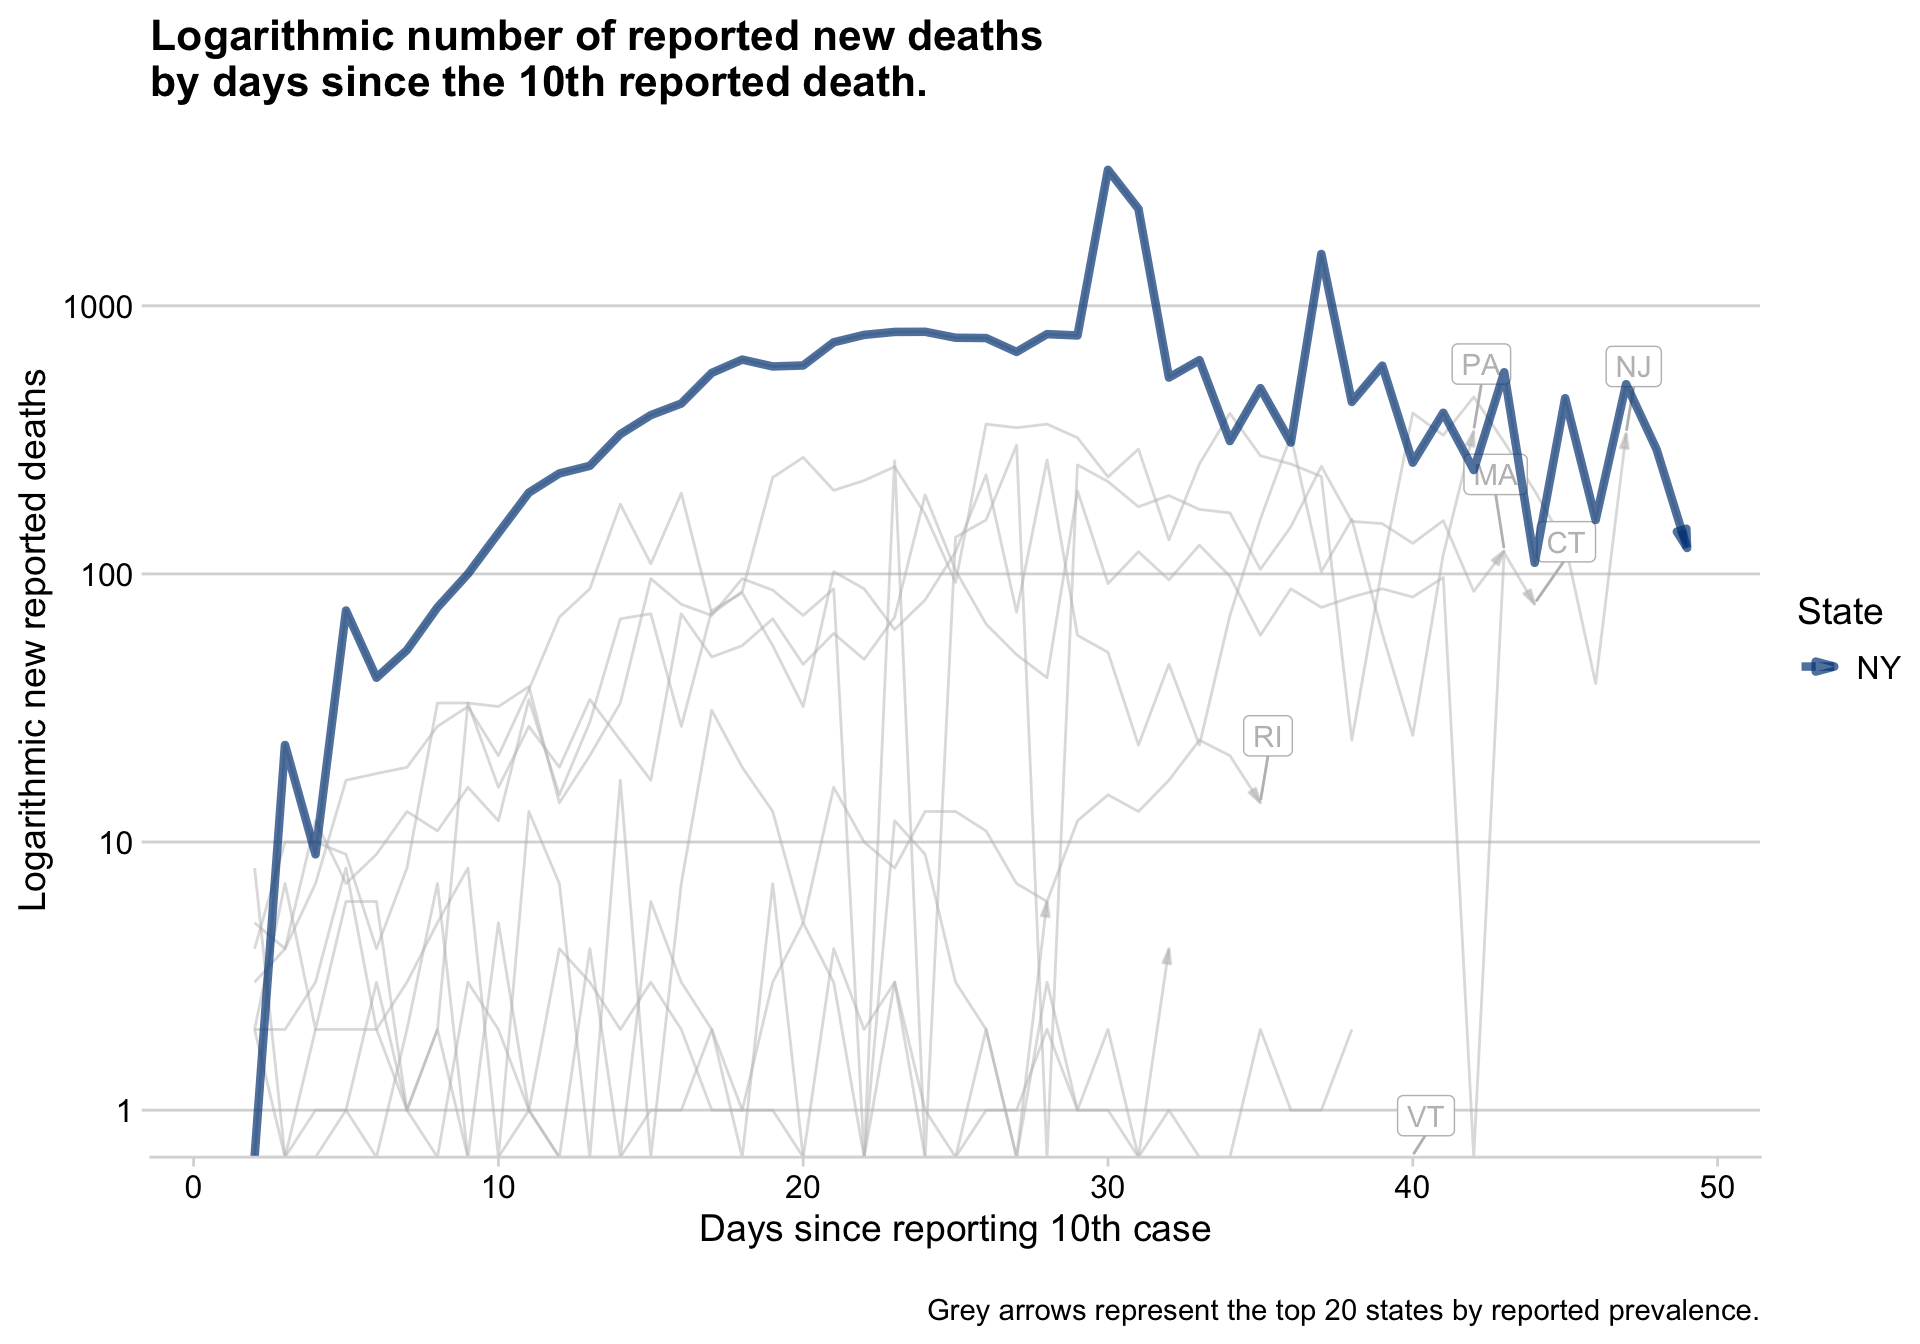 Logarithmic number of reported new deaths
by days since the 10th reported death.
Logarithmic new reported deaths
1000
100
10
1
PA
NJ
MA
CT
RI
VT
State
NY
0 10 20 30 40 50
Days since reporting 10th case
Grey arrows represent the top 20 states by reported prevalence.